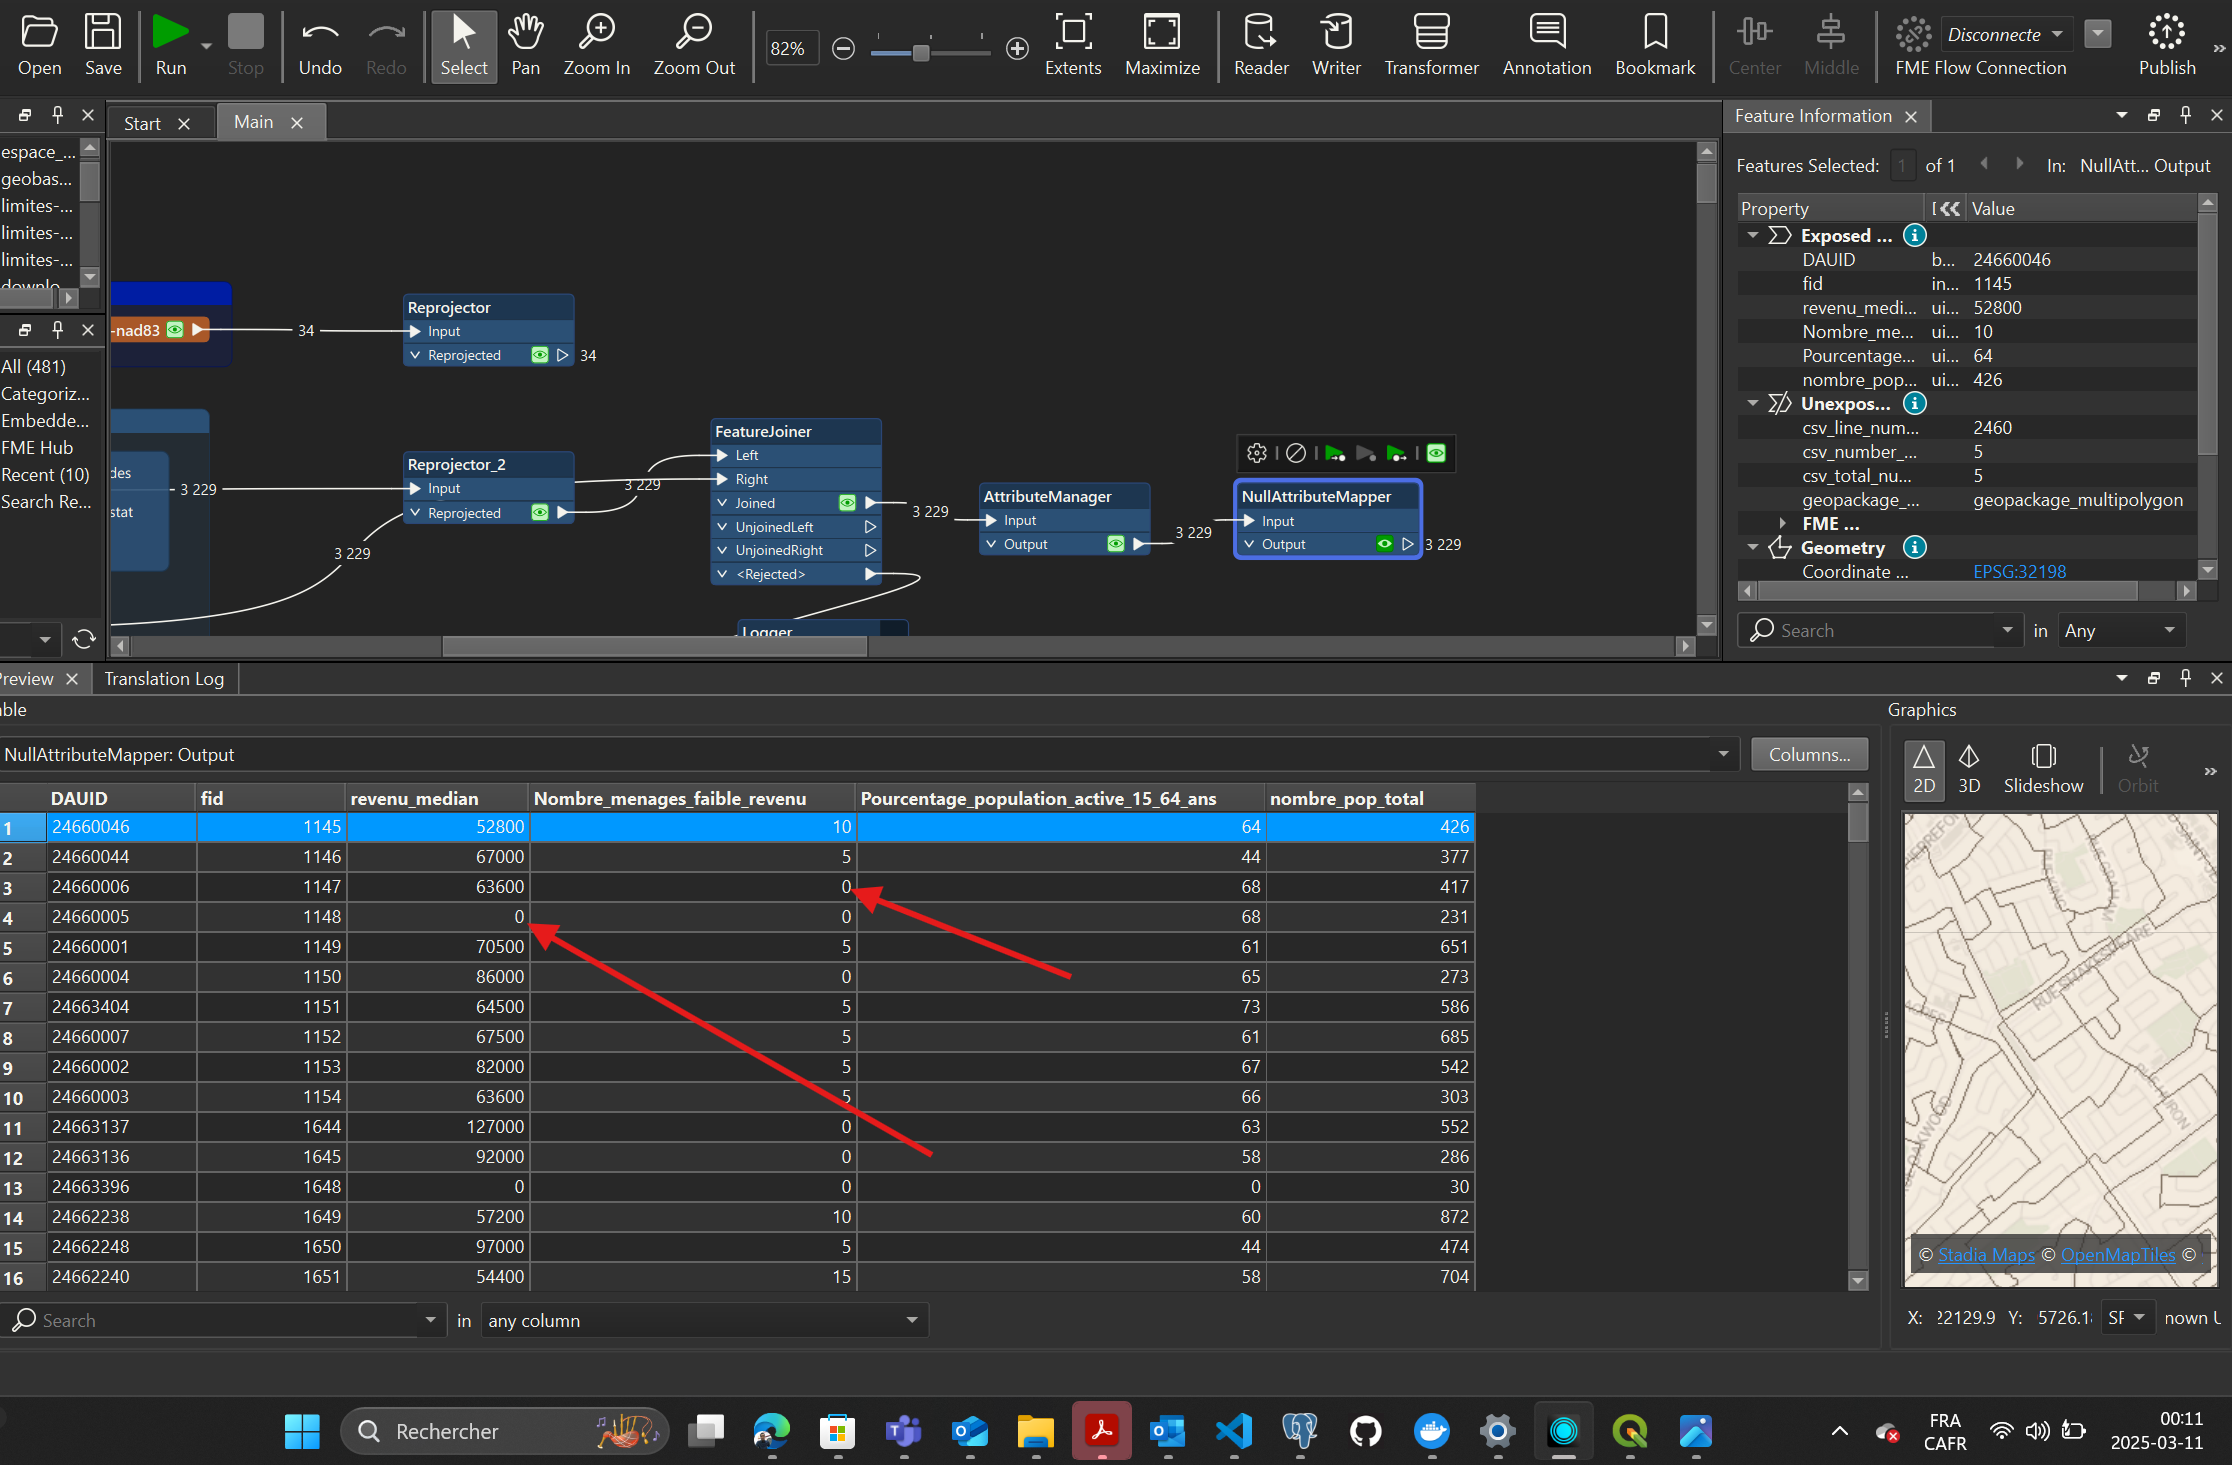 Open Save Run Stop Undo Redo Select Pan Zoom In Zoom Out 82% Extents Maximize Reader Writer Transformer Annotation Bookmark Center Middle Disconnecte FME Flow Connection Publish
Start Main
Feature Information
espace_...
geobas...
limites-...
limites-...
limites-...
downlo
All (481)
Categoriz...
Embedde...
FME Hub
Recent (10)
Search Re...
-nad83
34
Reprojector
Input
Reprojected 34
des
stat
3 229
3 229
Reprojector_2
Input
Reprojected
3 229
FeatureJoiner
Left
Right
Joined
UnjoinedLeft
UnjoinedRight
<Rejected>
Logger
3 229
AttributeManager
Input
Output
3 229
NullAttributeMapper
Input
Output 3 229
Features Selected: 1 of 1 In: NullAtt... Output
Property Value
Exposed ...
DAUID b... 24660046
fid in... 1145
revenu_medi... ui... 52800
Nombre_me... ui... 10
Pourcentage... ui... 64
nombre_pop... ui... 426
Unexpos...
csv_line_num... 2460
csv_number_... 5
csv_total_nu... 5
geopackage_... geopackage_multipolygon
FME ...
Geometry
Coordinate ... EPSG:32198
Search in Any
Preview Translation Log
able
NullAttributeMapper: Output Columns...
DAUID fid revenu_median Nombre_menages_faible_revenu Pourcentage_population_active_15_64_ans nombre_pop_total
1 24660046 1145 52800 10 64 426
2 24660044 1146 67000 5 44 377
3 24660006 1147 63600 0 68 417
4 24660005 1148 0 0 68 231
5 24660001 1149 70500 5 61 651
6 24660004 1150 86000 0 65 273
7 24663404 1151 64500 5 73 586
8 24660007 1152 67500 5 61 685
9 24660002 1153 82000 5 67 542
10 24660003 1154 63600 5 66 303
11 24663137 1644 127000 0 63 552
12 24663136 1645 92000 0 58 286
13 24663396 1648 0 0 0 30
14 24662238 1649 57200 10 60 872
15 24662248 1650 97000 5 44 474
16 24662240 1651 54400 15 58 704
Search in any column
Graphics
2D 3D Slideshow Orbit
RUE SHAKESPEARE
© Stadia Maps © OpenMapTiles ©
X: 22129.9 Y: 5726.1 nown U
Rechercher
FRA
CAFR
00:11
2025-03-11